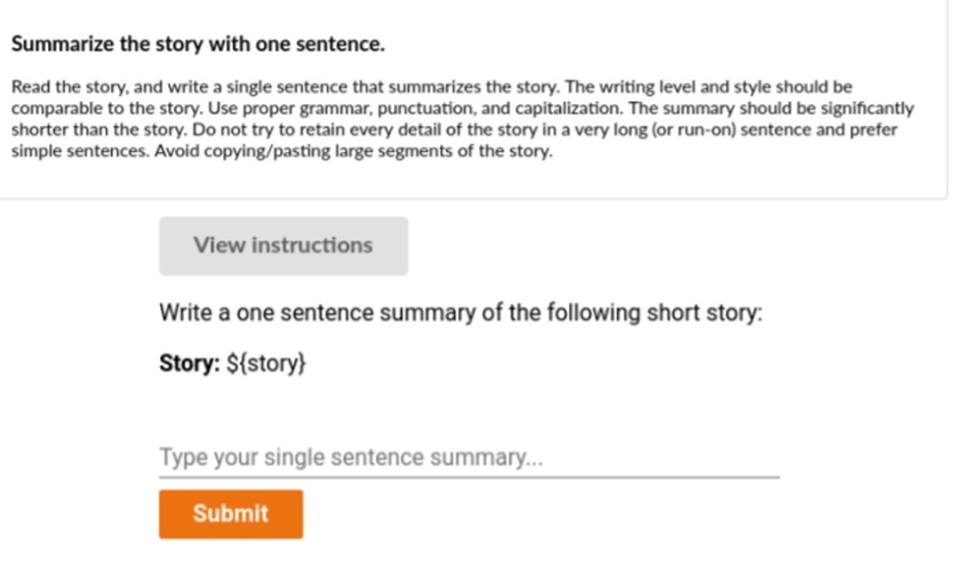 Summarize the story with one sentence.
Read the story, and write a single sentence that summarizes the story. The writing level and style should be
comparable to the story. Use proper grammar, punctuation, and capitalization. The summary should be significantly
shorter than the story. Do not try to retain every detail of the story in a very long (or run-on) sentence and prefer
simple sentences. Avoid copying/pasting large segments of the story.
View instructions
Write a one sentence summary of the following short story:
Story: ${story}
Type your single sentence summary...
Submit